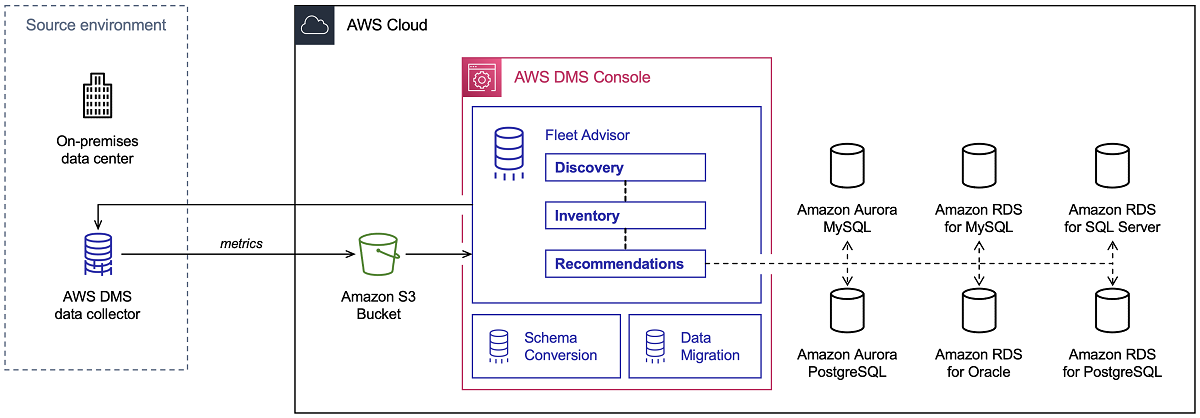 Source environment
AWS Cloud
On-premises
data center
AWS DMS Console
Fleet Advisor
Discovery
Inventory
Recommendations
metrics
AWS DMS
data collector
Amazon S3
Bucket
Schema
Conversion
Data
Migration
Amazon Aurora
MySQL
Amazon RDS
for MySQL
Amazon RDS
for SQL Server
Amazon Aurora
PostgreSQL
Amazon RDS
for Oracle
Amazon RDS
for PostgreSQL